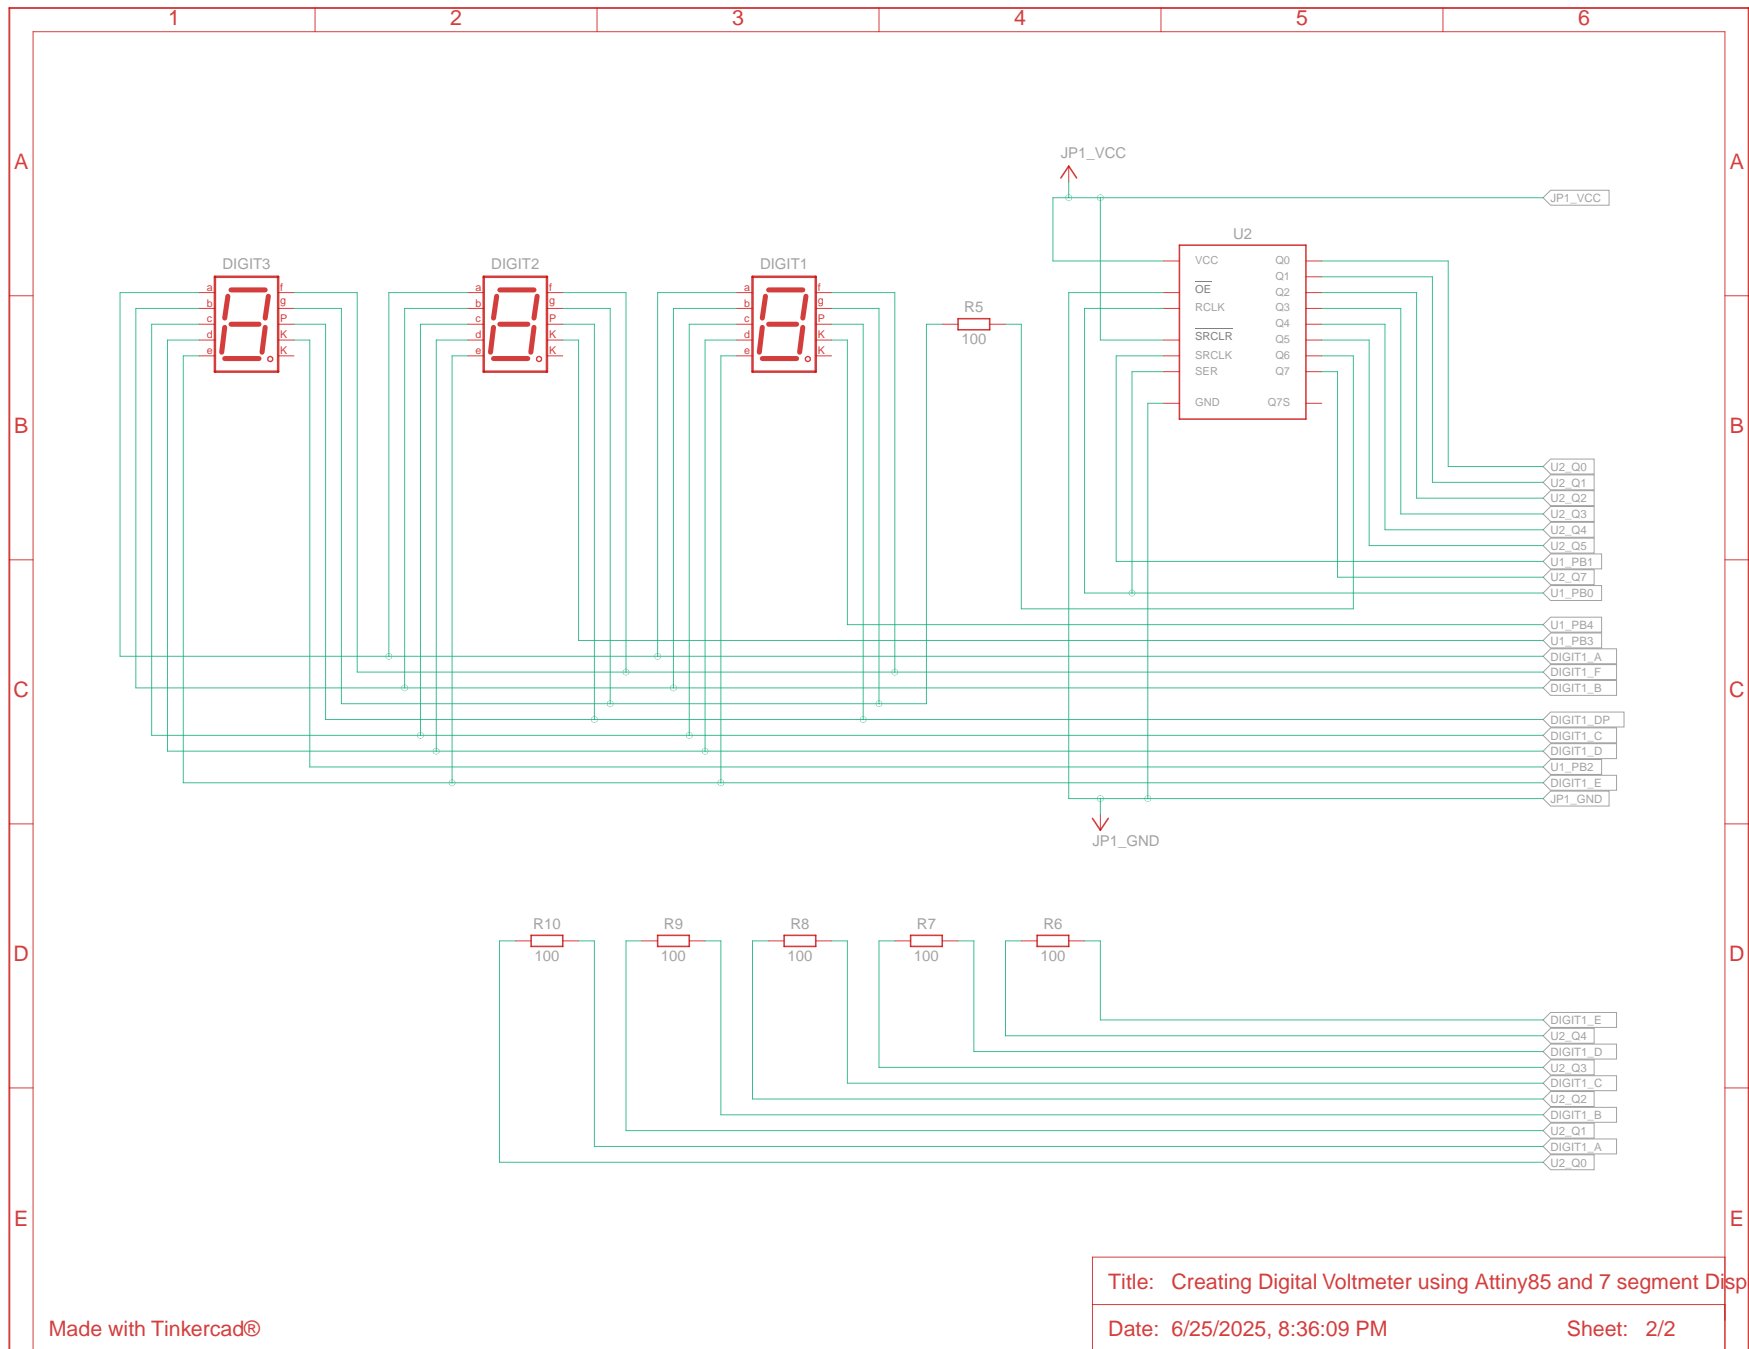 1 2 3 4 5 6
A A
JP1_VCC
JP1_VCC
U2
DIGIT3 DIGIT2 DIGIT1
VCC Q0
Q1
a f a f a f OE Q2
b g b g b g R5 RCLK Q3
c P c P c P Q4
100
d K d K d K SRCLR Q5
e K e K e K SRCLK Q6
SER Q7
GND Q7S
B B
U2_Q0
U2_Q1
U2_Q2
U2_Q3
U2_Q4
U2_Q5
U1_PB1
U2_Q7
U1_PB0
U1_PB4
U1_PB3
DIGIT1_A
DIGIT1_F
C DIGIT1_B C
DIGIT1_DP
DIGIT1_C
DIGIT1_D
U1_PB2
DIGIT1_E
JP1_GND
JP1_GND
R10 R9 R8 R7 R6
100 100 100 100 100
D D
DIGIT1_E
U2_Q4
DIGIT1_D
U2_Q3
DIGIT1_C
U2_Q2
DIGIT1_B
U2_Q1
DIGIT1_A
U2_Q0
E E
Title: Creating Digital Voltmeter using Attiny85 and 7 segment Disp
Made with Tinkercad®
Date: 6/25/2025, 8:36:09 PM Sheet: 2/2